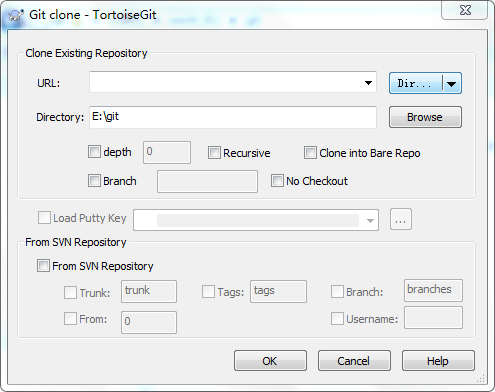 Git clone - TortoiseGit
Clone Existing Repository
URL:
Dir...
Directory: E:\git Browse
depth 0 Recursive Clone into Bare Repo
Branch No Checkout
Load Putty Key ...
From SVN Repository
From SVN Repository
Trunk: trunk Tags: tags Branch: branches
From: 0 Username:
OK Cancel Help